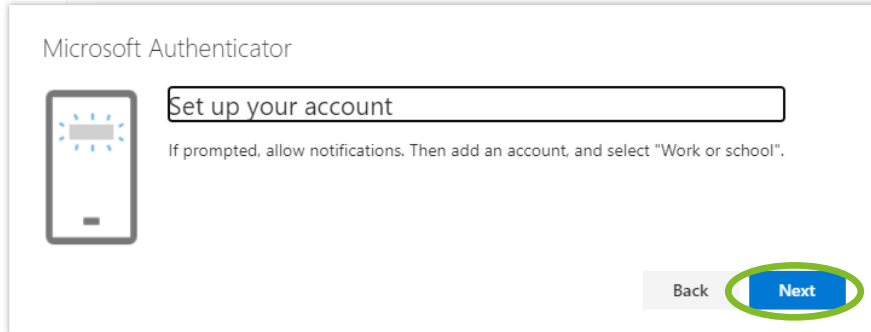 Microsoft Authenticator
Set up your account
If prompted, allow notifications. Then add an account, and select "Work or school".
Back
Next